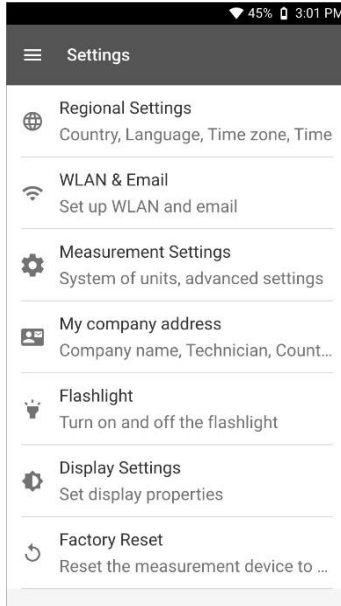 45% 3:01 PM
Settings
Regional Settings
Country, Language, Time zone, Time
WLAN & Email
Set up WLAN and email
Measurement Settings
System of units, advanced settings
My company address
Company name, Technician, Count...
Flashlight
Turn on and off the flashlight
Display Settings
Set display properties
Factory Reset
Reset the measurement device to ...